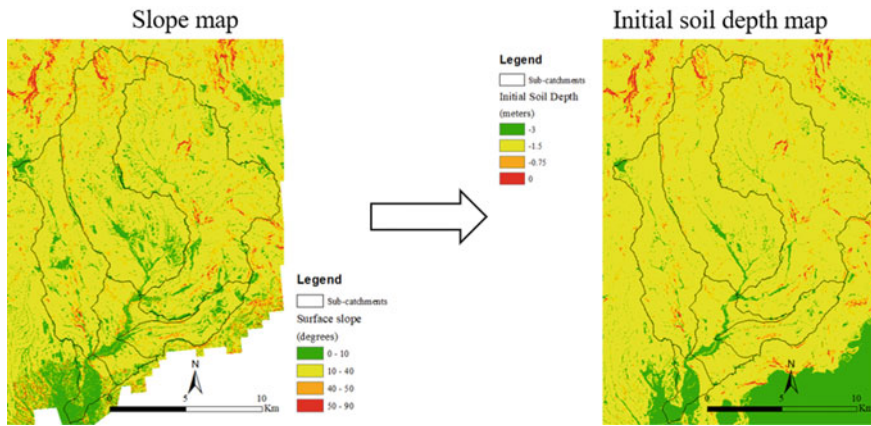 Slope map
Initial soil depth map
Legend
Sub-catchments
Initial Soil Depth
(meters)
-3
-1.5
-0.75
0
Legend
Sub-catchments
Surface slope
(degrees)
0 - 10
10 - 40
40 - 50
50 - 90
N
0 5 10
Km
N
0 5 10
Km